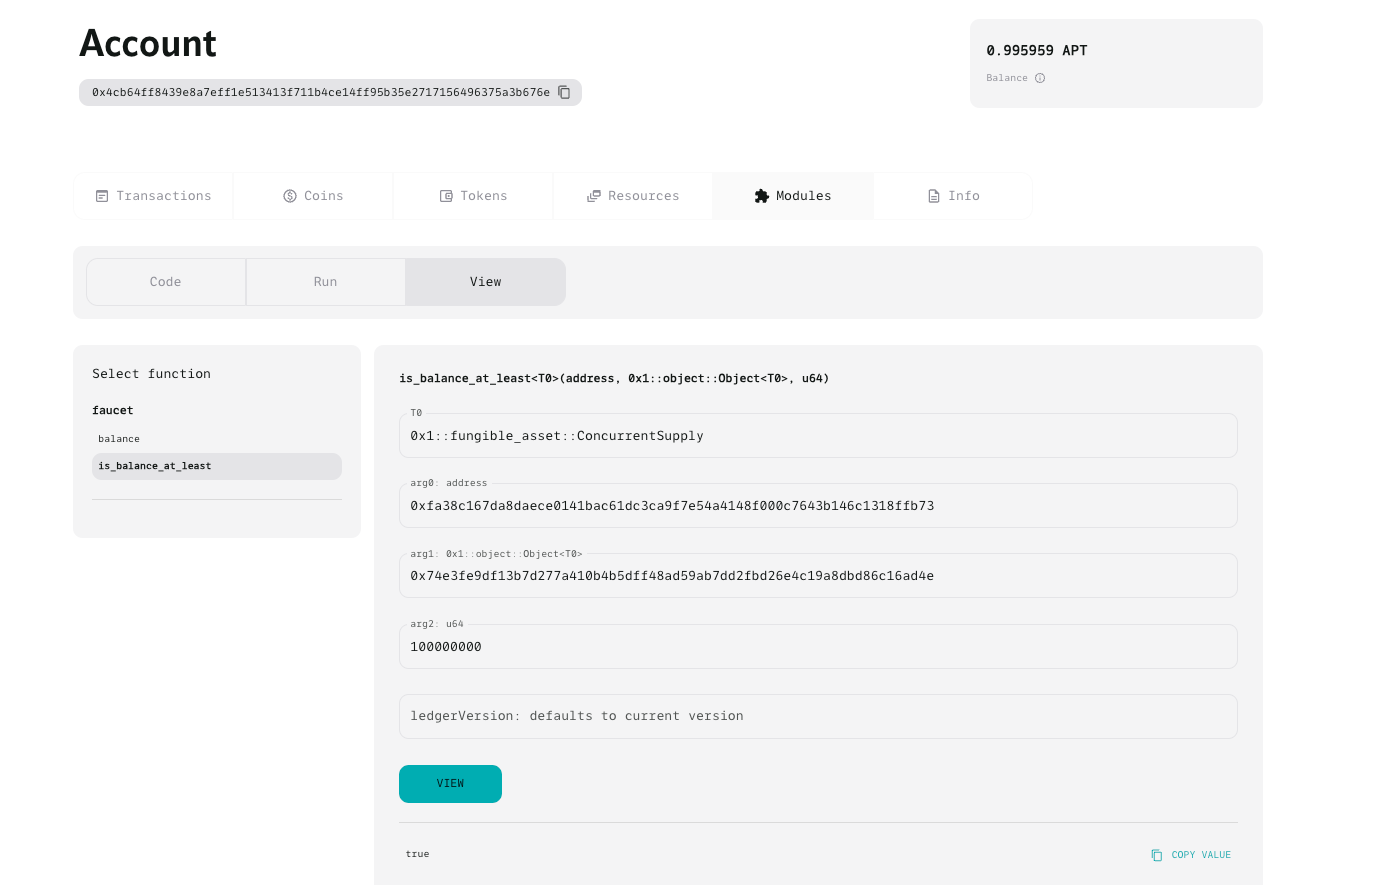 Account
0.995959 APT
0x4cb64ff8439e8a7eff1e513413f711b4ce14ff95b35e2717156496375a3b676e
Balance
Transactions
Coins
Tokens
Resources
Modules
Info
Code
Run
View
Select function
faucet
balance
is_balance_at_least
is_balance_at_least<T0>(address, 0x1::object::Object<T0>, u64)
T0
0x1::fungible_asset::ConcurrentSupply
arg0: address
0xfa38c167da8daece0141bac61dc3ca9f7e54a4148f000c7643b146c1318ffb73
arg1: 0x1::object::Object<T0>
0x74e3fe9df13b7d277a410b4b5dff48ad59ab7dd2fbd26e4c19a8dbd86c16ad4e
arg2: u64
100000000
ledgerVersion: defaults to current version
VIEW
true
COPY VALUE